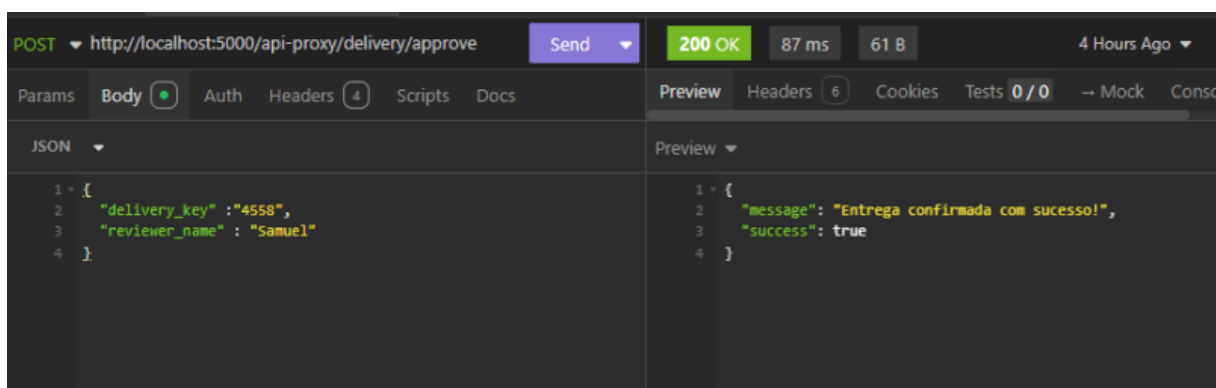 POST http://localhost:5000/api-proxy/delivery/approve Send
Params Body Auth Headers 4 Scripts Docs
JSON
1 {
2 "delivery_key" :"4558",
3 "reviewer_name" : "Samuel"
4 }
200 OK 87 ms 61 B 4 Hours Ago
Preview Headers 6 Cookies Tests 0 / 0 → Mock Conso
Preview
1 {
2 "message": "Entrega confirmada com sucesso!",
3 "success": true
4 }